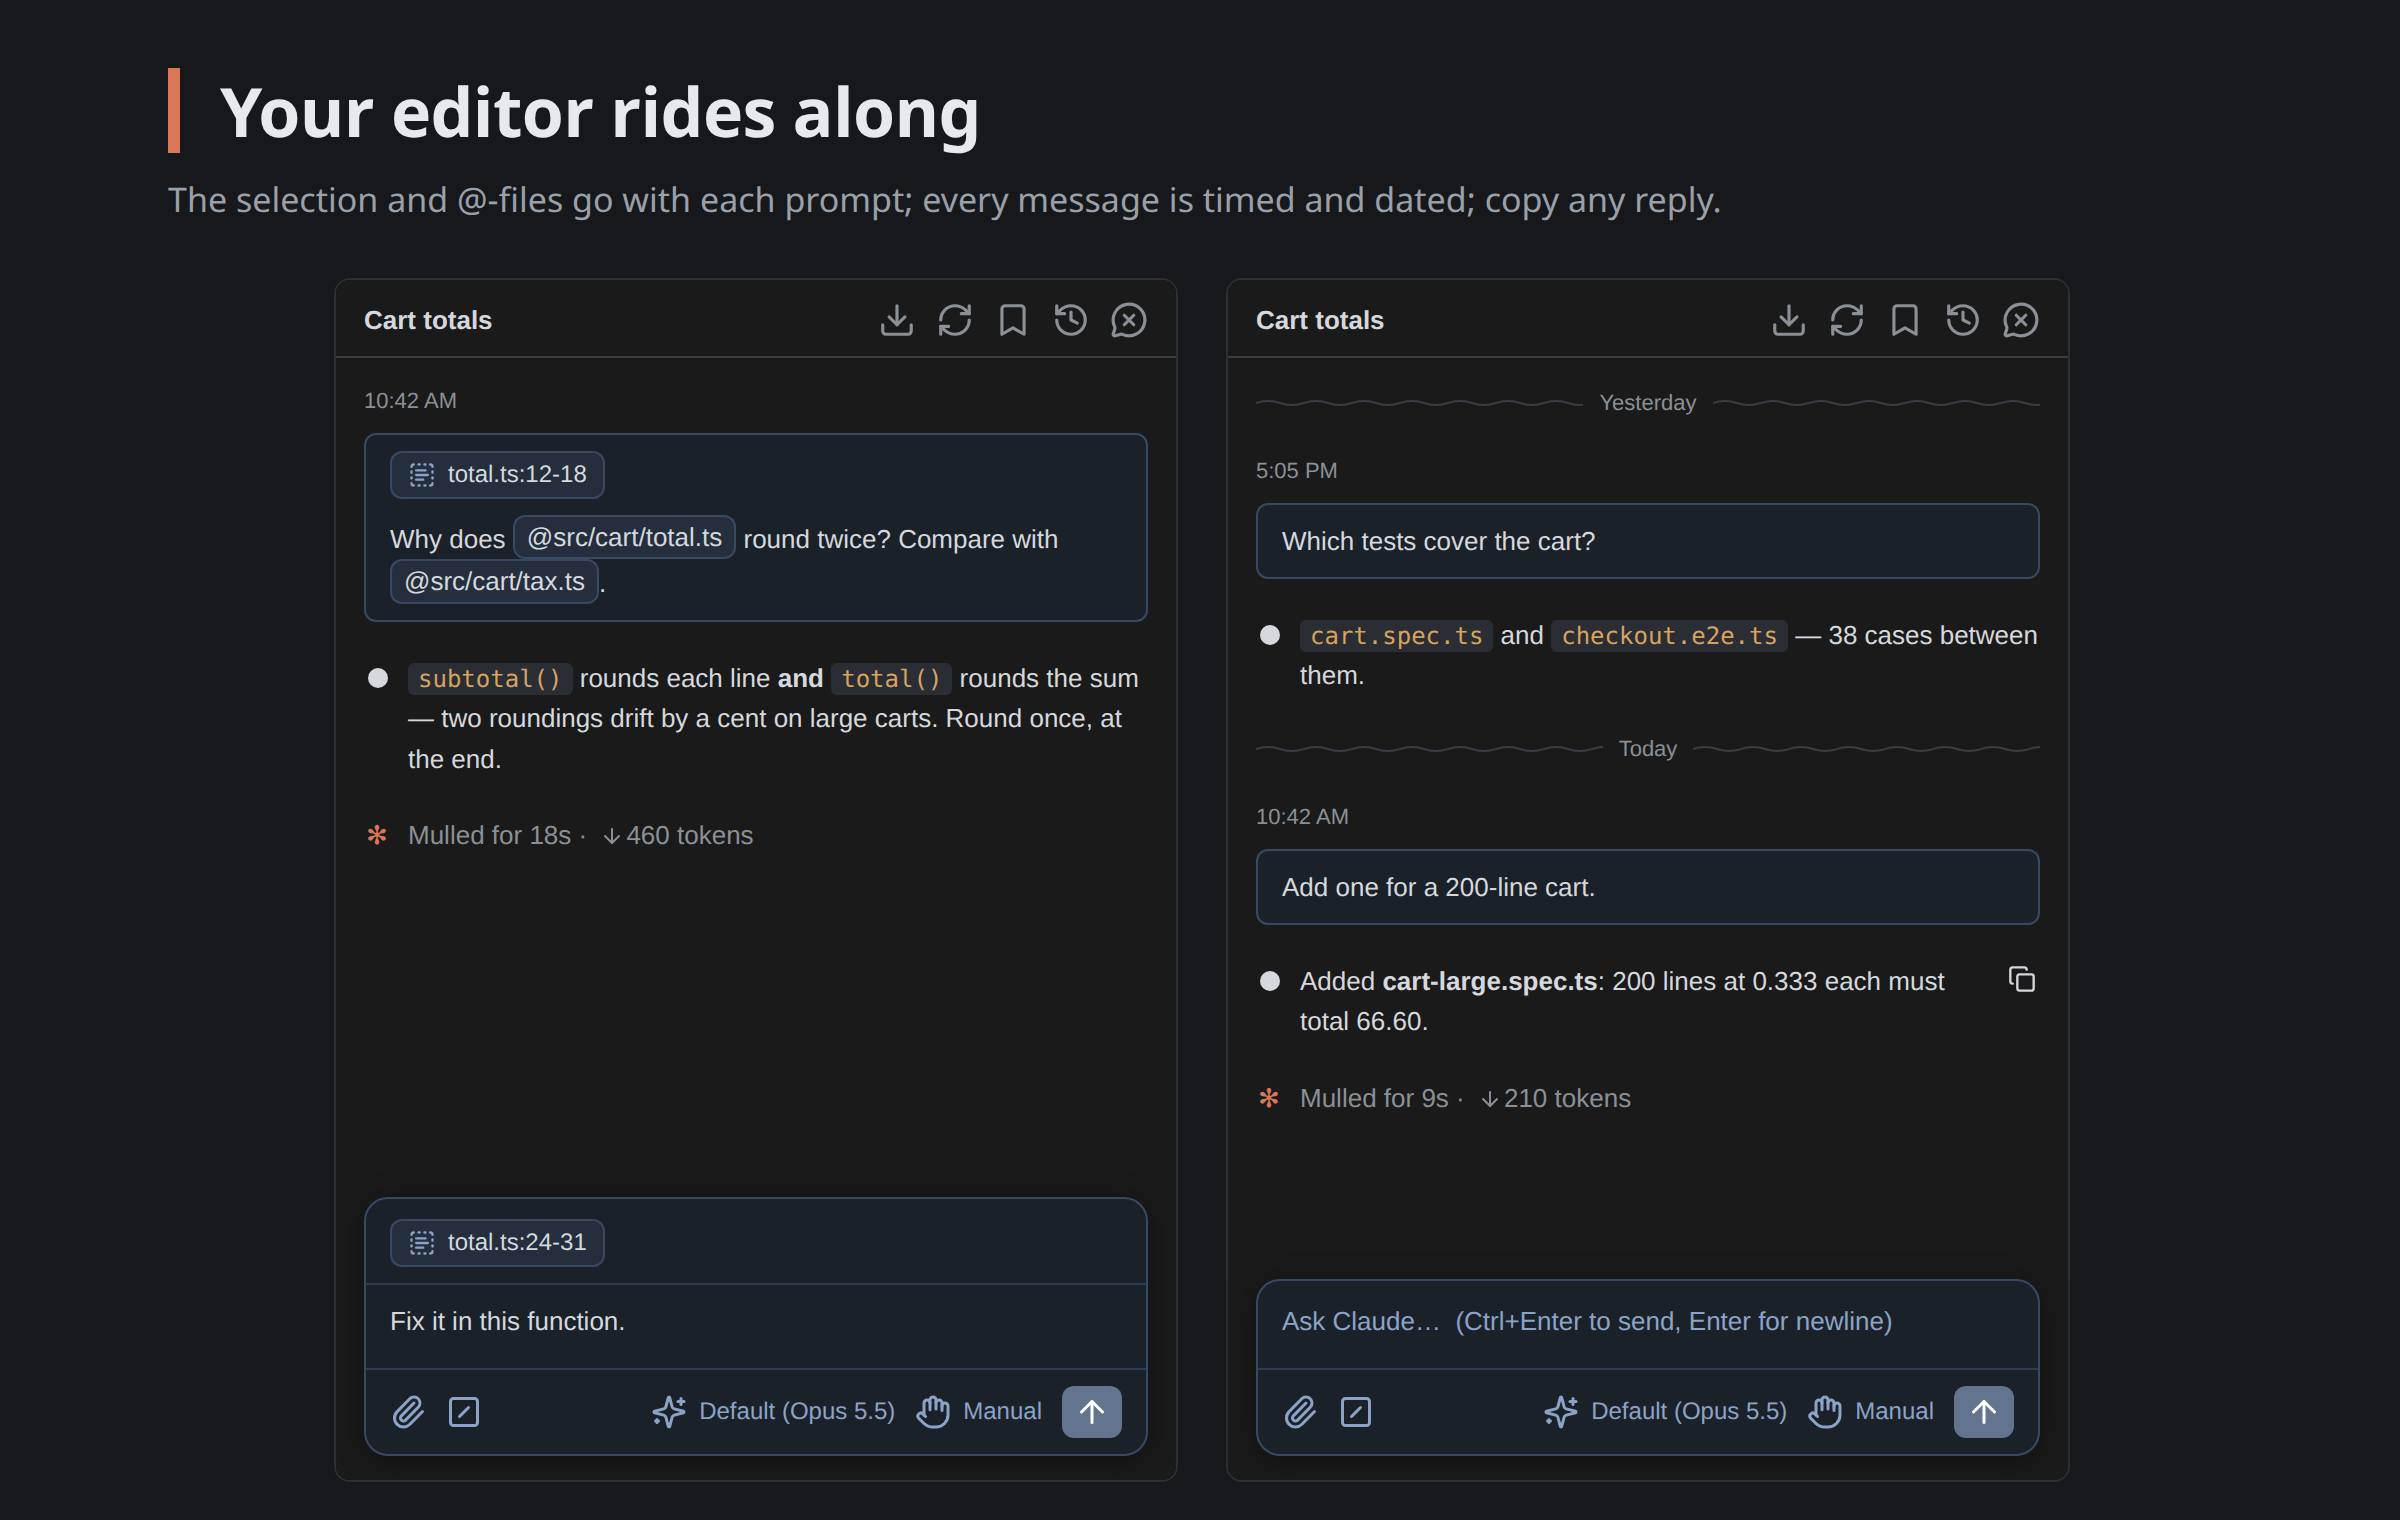 Your editor rides along
The selection and @-files go with each prompt; every message is timed and dated; copy any reply.
Cart totals
10:42 AM
total.ts:12-18
Why does @src/cart/total.ts round twice? Compare with
@src/cart/tax.ts.
subtotal() rounds each line and total() rounds the sum
— two roundings drift by a cent on large carts. Round once, at
the end.
Mulled for 18s · ↓460 tokens
total.ts:24-31
Fix it in this function.
Default (Opus 5.5) Manual
Cart totals
Yesterday
5:05 PM
Which tests cover the cart?
cart.spec.ts and checkout.e2e.ts — 38 cases between
them.
Today
10:42 AM
Add one for a 200-line cart.
Added cart-large.spec.ts: 200 lines at 0.333 each must
total 66.60.
Mulled for 9s · ↓210 tokens
Ask Claude… (Ctrl+Enter to send, Enter for newline)
Default (Opus 5.5) Manual